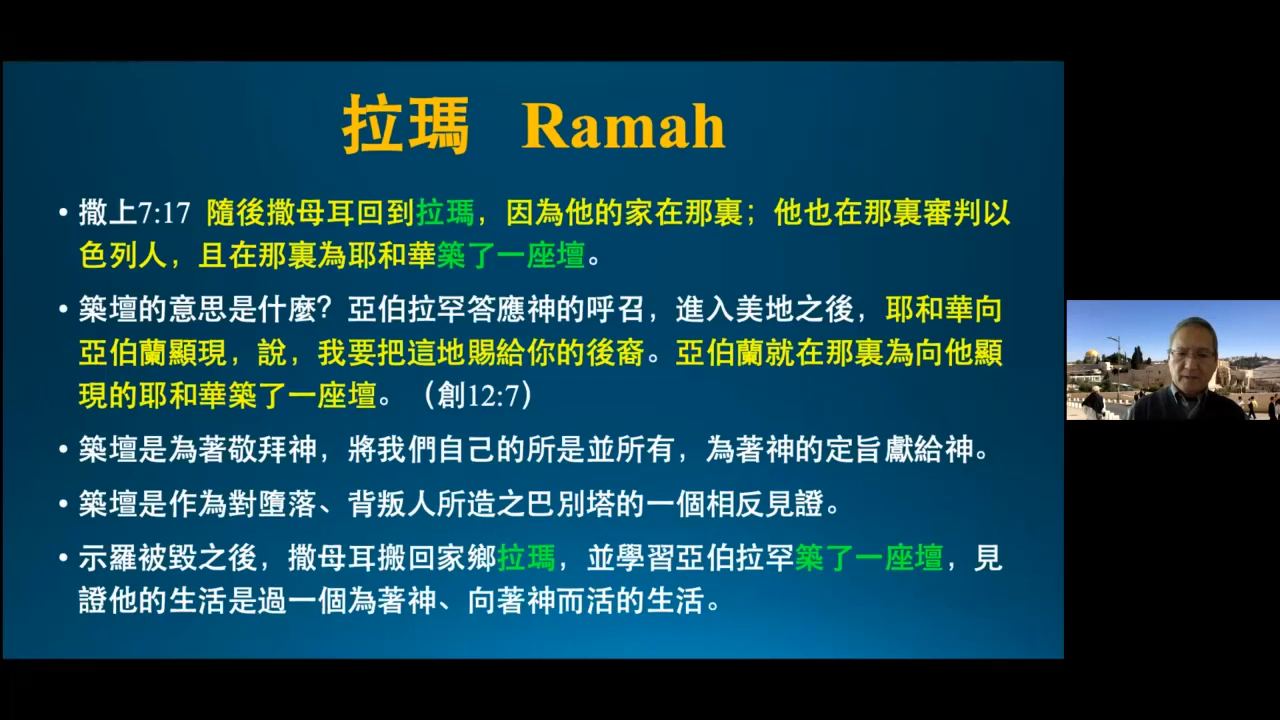 拉瑪 Ramah
• 撒上7:17 隨後撒母耳回到拉瑪，因為他的家在那裏；他也在那裏審判以
色列人，且在那裏為耶和華築了一座壇。
• 築壇的意思是什麼？亞伯拉罕答應神的呼召，進入美地之後，耶和華向
亞伯蘭顯現，說，我要把這地賜給你的後裔。亞伯蘭就在那裏為向他顯
現的耶和華築了一座壇。（創12:7）
• 築壇是為著敬拜神，將我們自己的所是並所有，為著神的定旨獻給神。
• 築壇是作為對墮落、背叛人所造之巴別塔的一個相反見證。
• 示羅被毀之後，撒母耳搬回家鄉拉瑪，並學習亞伯拉罕築了一座壇，見
證他的生活是過一個為著神、向著神而活的生活。